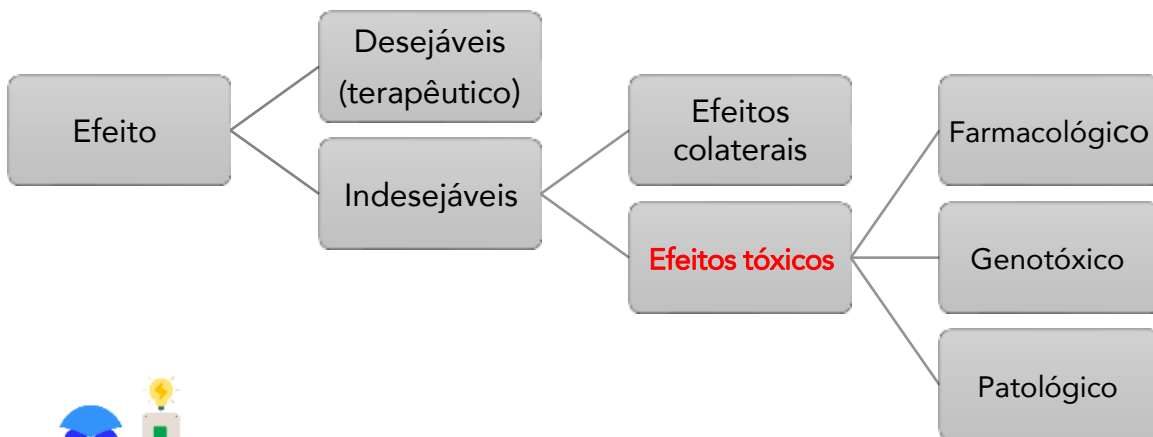 Efeito
Desejáveis
(terapêutico)
Indesejáveis
Efeitos
colaterais
Efeitos tóxicos
Farmacológico
Genotóxico
Patológico